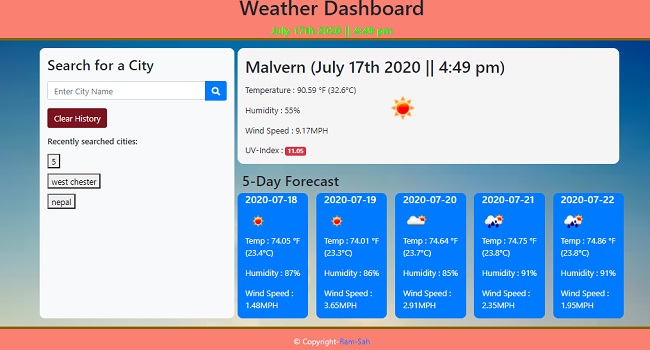 Weather Dashboard
July 17th 2020 || 4:49 pm
Search for a City
Enter City Name
Clear History
Recently searched cities:
5
west chester
nepal
Malvern (July 17th 2020 || 4:49 pm)
Temperature : 90.59 °F (32.6°C)
Humidity : 55%
Wind Speed : 9.17MPH
UV-Index : 11.05
5-Day Forecast
2020-07-18
Temp : 74.05 °F
(23.4°C)
Humidity : 87%
Wind Speed :
1.48MPH
2020-07-19
Temp : 74.01 °F
(23.3°C)
Humidity : 86%
Wind Speed :
3.65MPH
2020-07-20
Temp : 74.64 °F
(23.7°C)
Humidity : 85%
Wind Speed :
2.91MPH
2020-07-21
Temp : 74.75 °F
(23.8°C)
Humidity : 91%
Wind Speed :
2.35MPH
2020-07-22
Temp : 74.86 °F
(23.8°C)
Humidity : 91%
Wind Speed :
1.95MPH
© Copyright-Ram-Sah